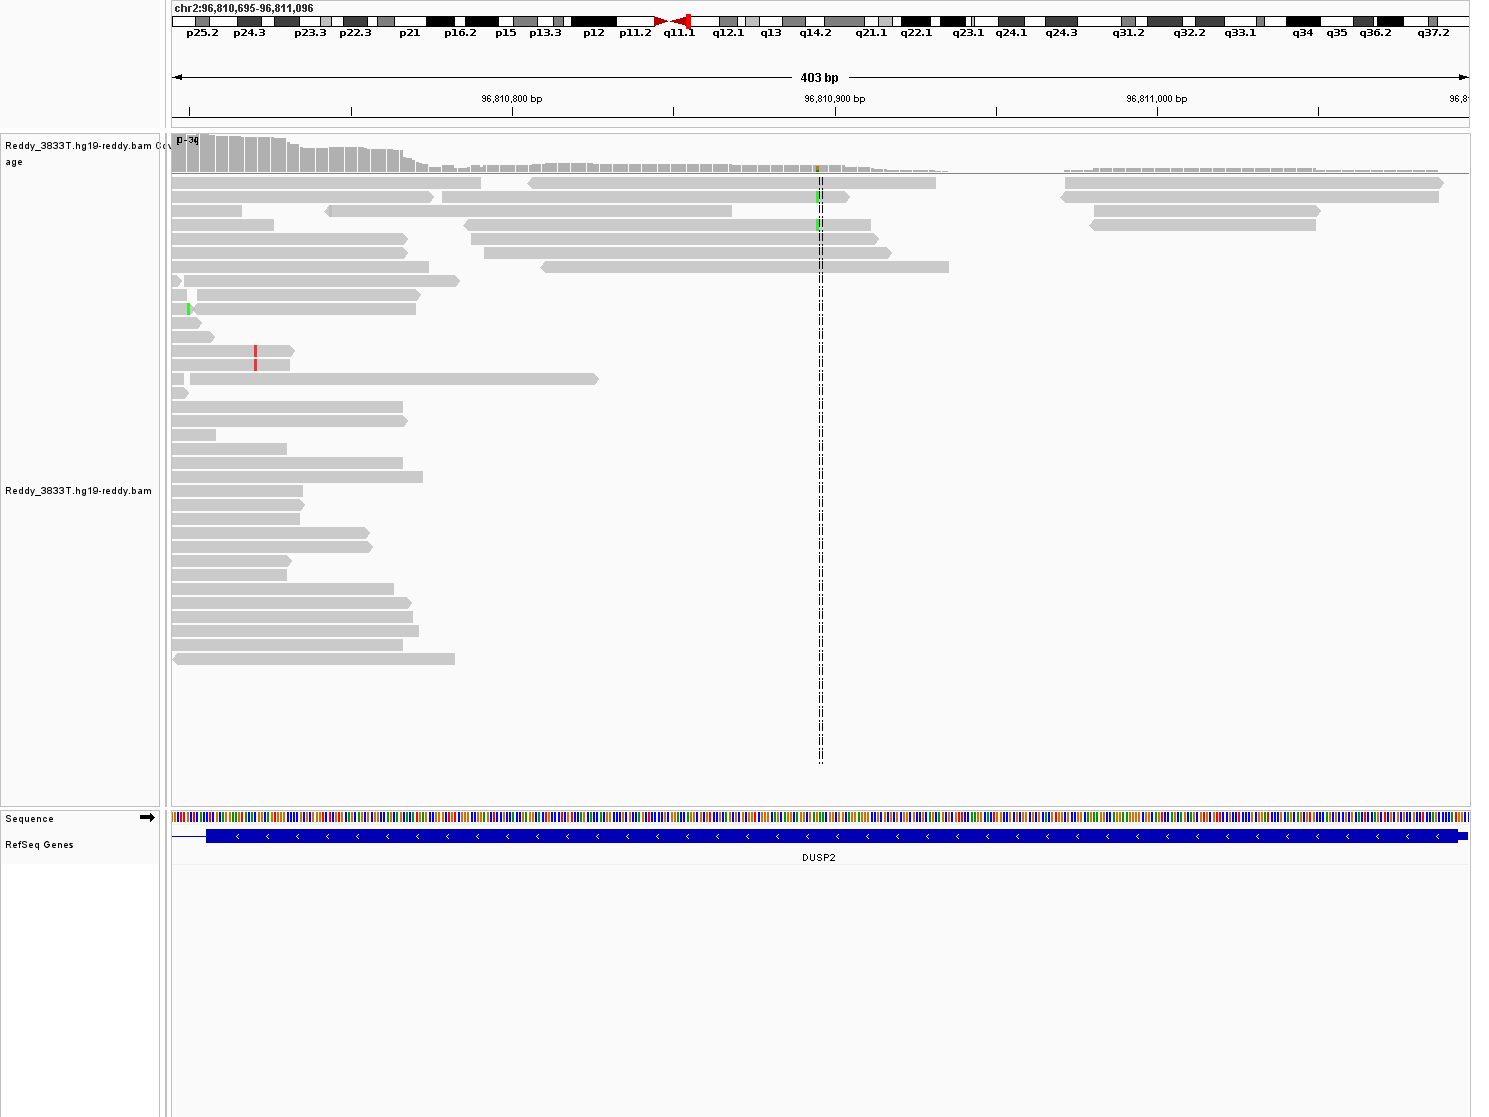 chr2:96,810,695-96,811,096
p25.2 p24.3 p23.3 p22.3 p21 p16.2 p15 p13.3 p12 p11.2 q11.1 q12.1 q13 q14.2 q21.1 q22.1 q23.1 q24.1 q24.3 q31.2 q32.2 q33.1 q34 q35 q36.2 q37.2
403 bp
96,810,800 bp 96,810,900 bp 96,811,000 bp 96,8
Reddy_3833T.hg19-reddy.bam Cov
age
Reddy_3833T.hg19-reddy.bam
Sequence
RefSeq Genes
DUSP2